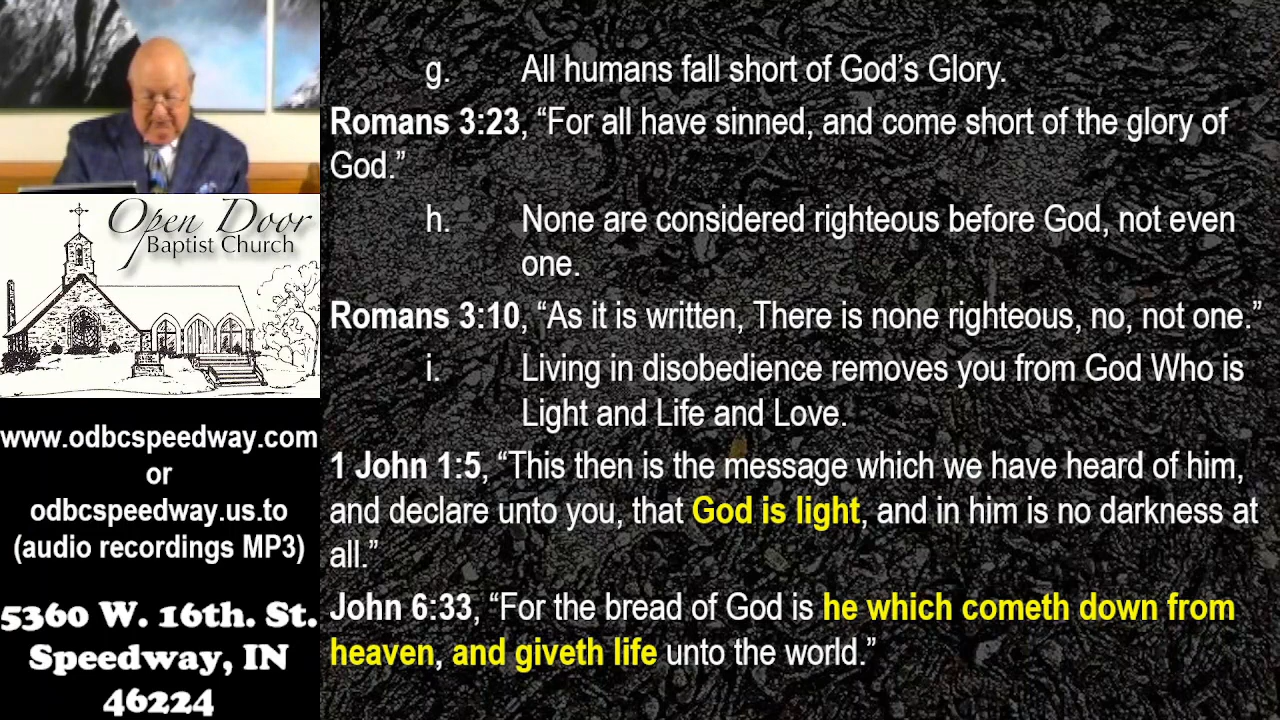 Open Door
Baptist Church
www.odbcspeedway.com
or
odbcspeedway.us.to
(audio recordings MP3)
5360 W. 16th. St.
Speedway, IN
46224
g. All humans fall short of God’s Glory.
Romans 3:23, “For all have sinned, and come short of the glory of
God.”
h. None are considered righteous before God, not even
one.
Romans 3:10, “As it is written, There is none righteous, no, not one.”
i. Living in disobedience removes you from God Who is
Light and Life and Love.
1 John 1:5, “This then is the message which we have heard of him,
and declare unto you, that God is light, and in him is no darkness at
all.”
John 6:33, “For the bread of God is he which cometh down from
heaven, and giveth life unto the world.”